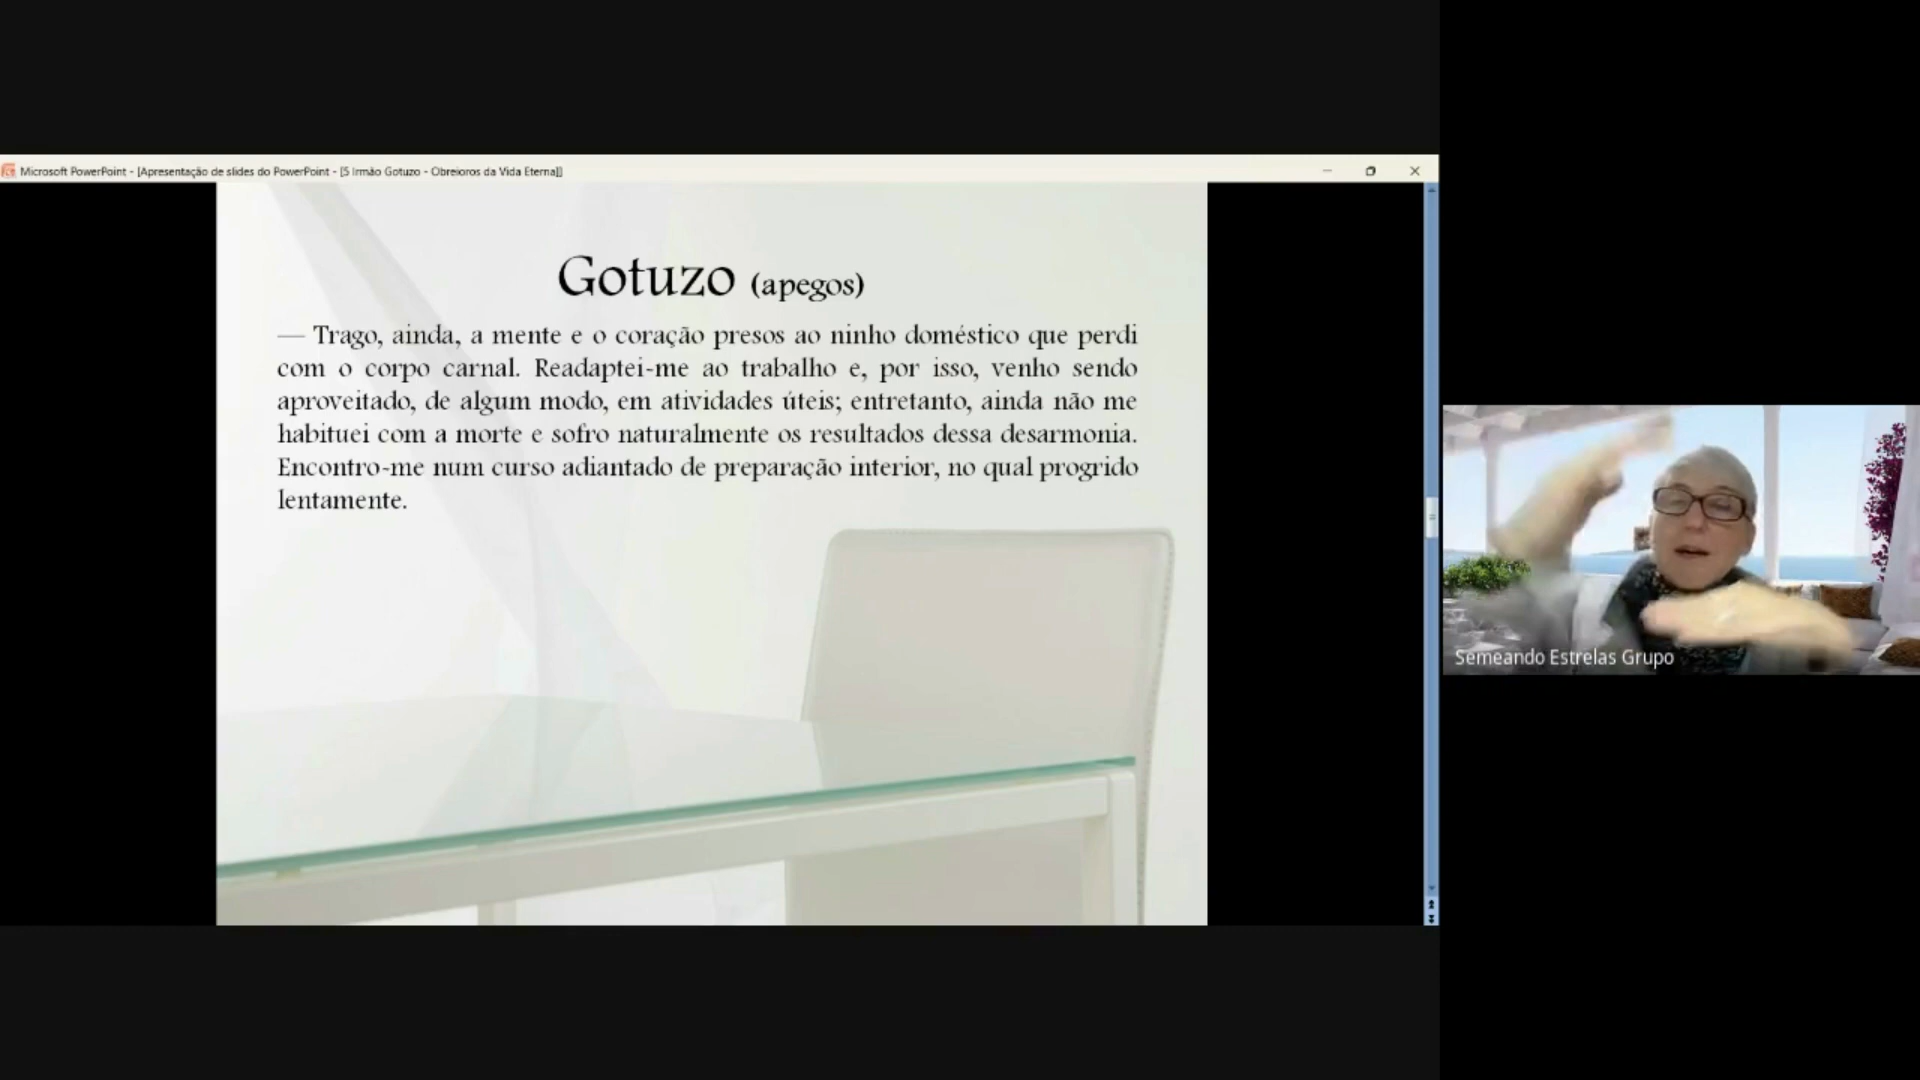 Microsoft PowerPoint - [Apresentação de slides do PowerPoint - [5 Irmão Gotuzo - Obreioros da Vida Eterna]]
Gotuzo (apegos)
— Trago, ainda, a mente e o coração presos ao ninho doméstico que perdi
com o corpo carnal. Readaptei-me ao trabalho e, por isso, venho sendo
aproveitado, de algum modo, em atividades úteis; entretanto, ainda não me
habituei com a morte e sofro naturalmente os resultados dessa desarmonia.
Encontro-me num curso adiantado de preparação interior, no qual progrido
lentamente.
Semeando Estrelas Grupo